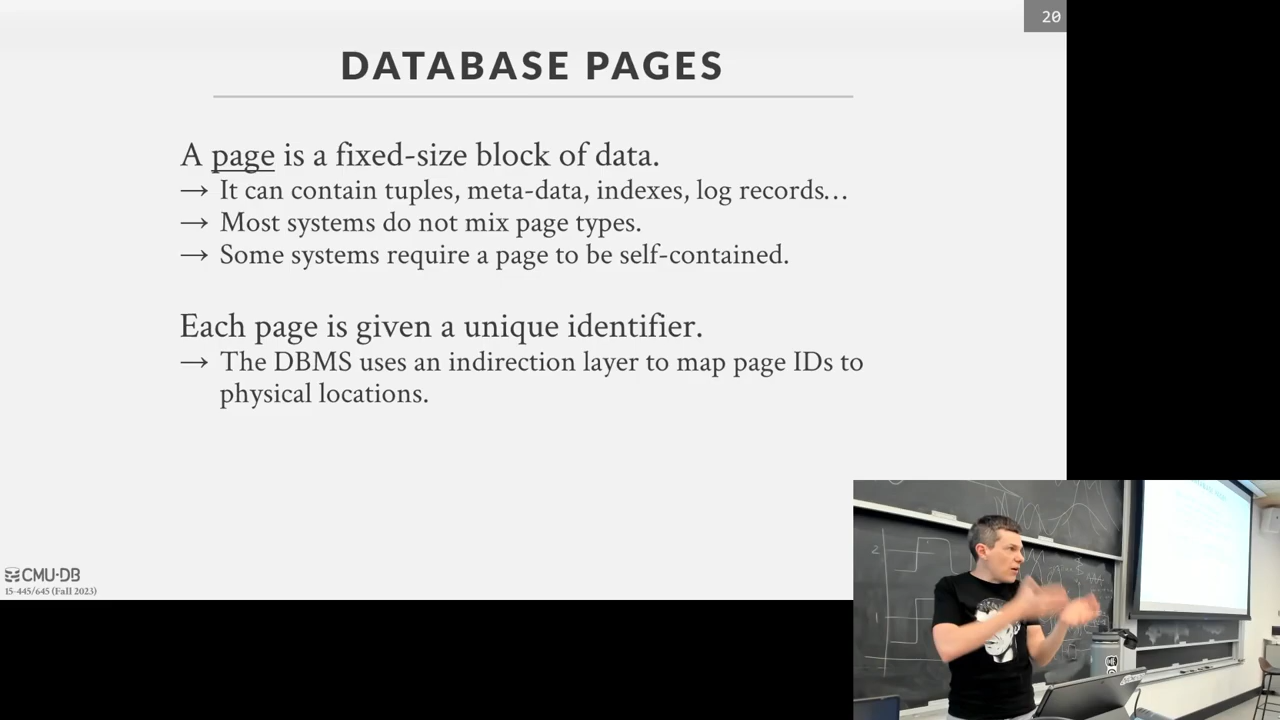 20
DATABASE PAGES
A page is a fixed-size block of data.
→ It can contain tuples, meta-data, indexes, log records…
→ Most systems do not mix page types.
→ Some systems require a page to be self-contained.
Each page is given a unique identifier.
→ The DBMS uses an indirection layer to map page IDs to
physical locations.
CMU·DB
15-445/645 (Fall 2023)
2
1